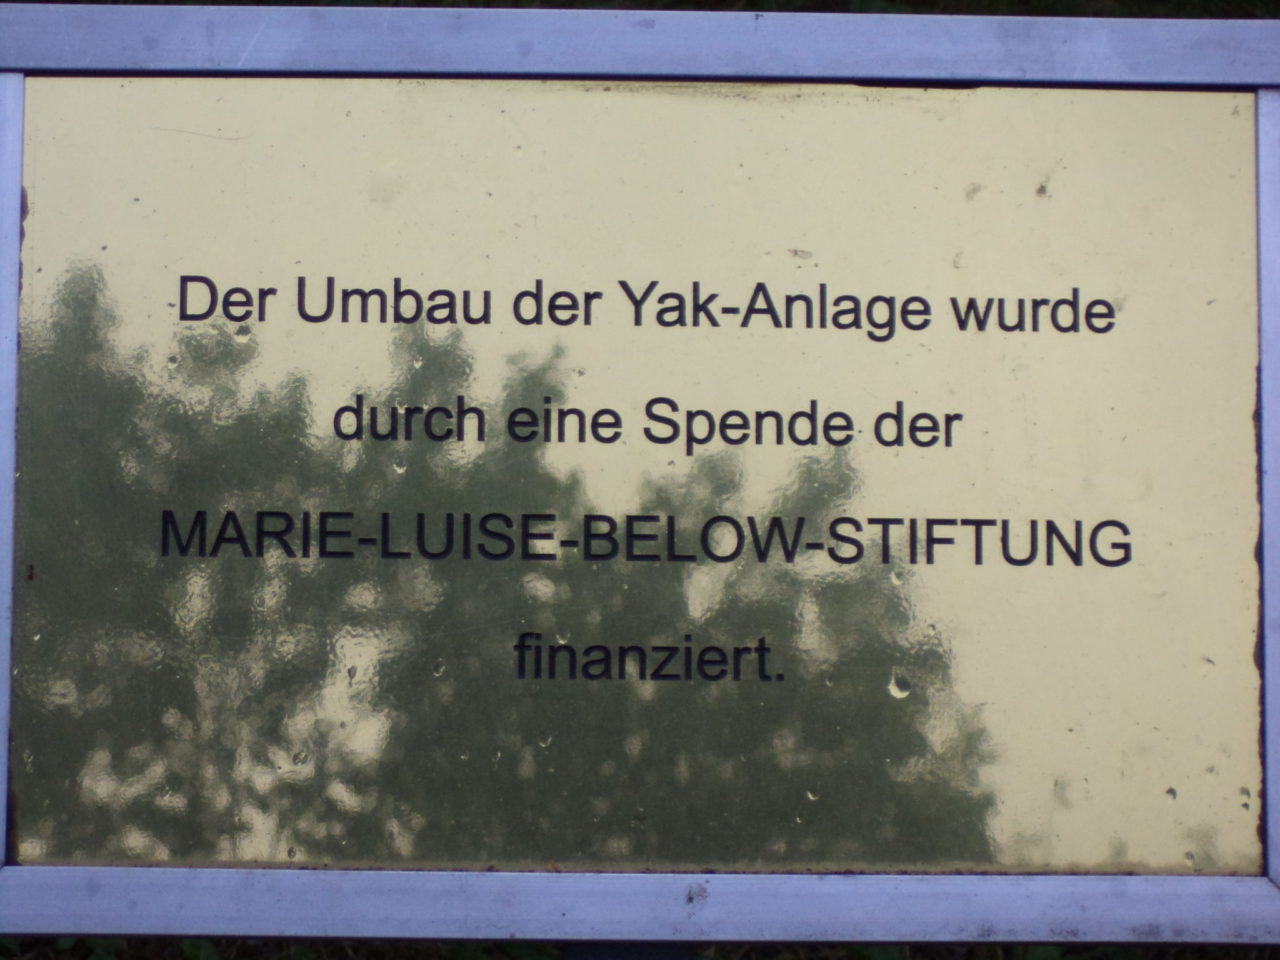 Der Umbau der Yak-Anlage wurde
durch eine Spende der
MARIE-LUISE-BELOW-STIFTUNG
finanziert.